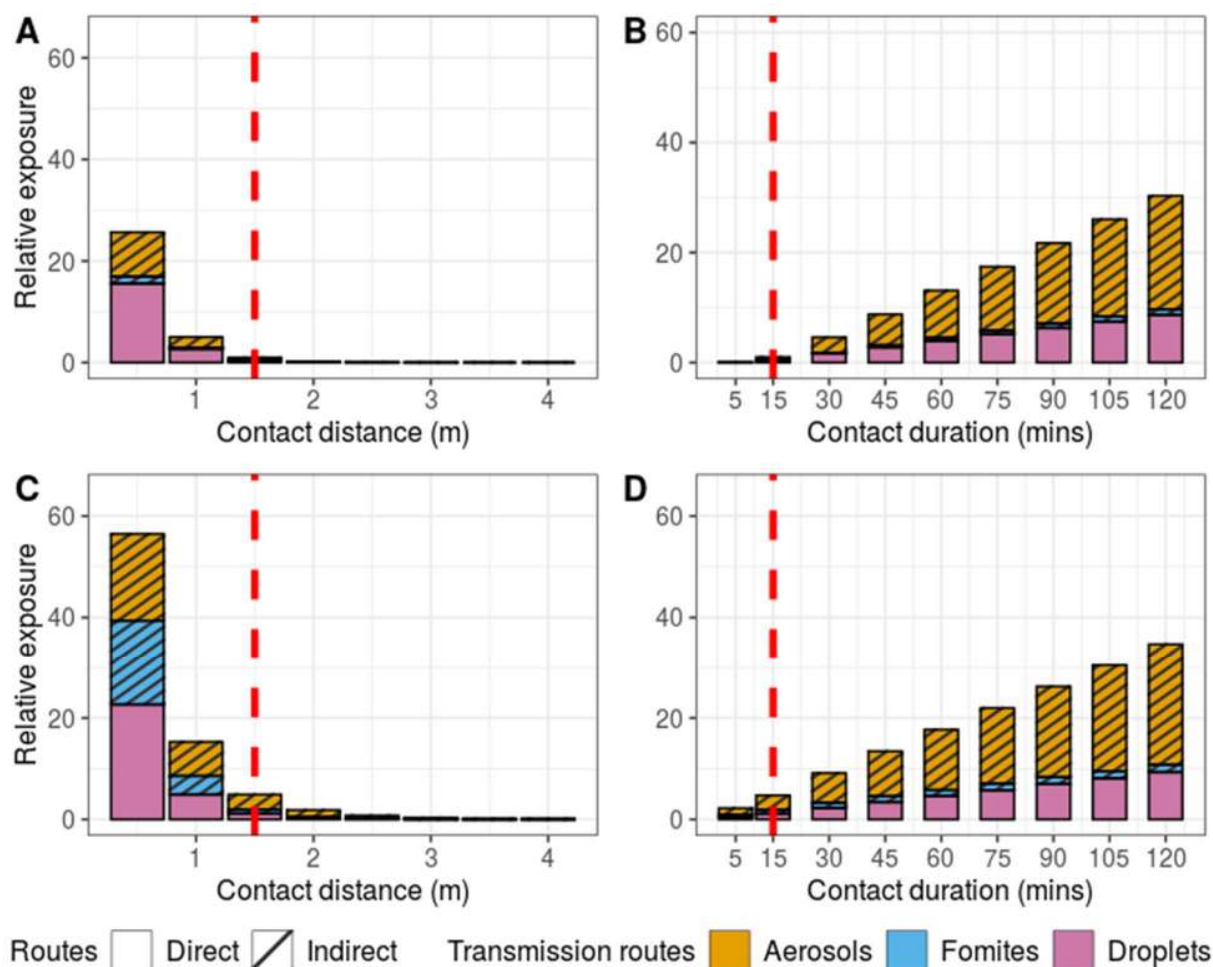 A
60
40
20
0
Relative exposure
1 2 3 4
Contact distance (m)
B
60
40
20
0
5 15 30 45 60 75 90 105 120
Contact duration (mins)
C
60
40
20
0
Relative exposure
1 2 3 4
Contact distance (m)
D
60
40
20
0
5 15 30 45 60 75 90 105 120
Contact duration (mins)
Routes Direct Indirect Transmission routes Aerosols Fomites Droplets